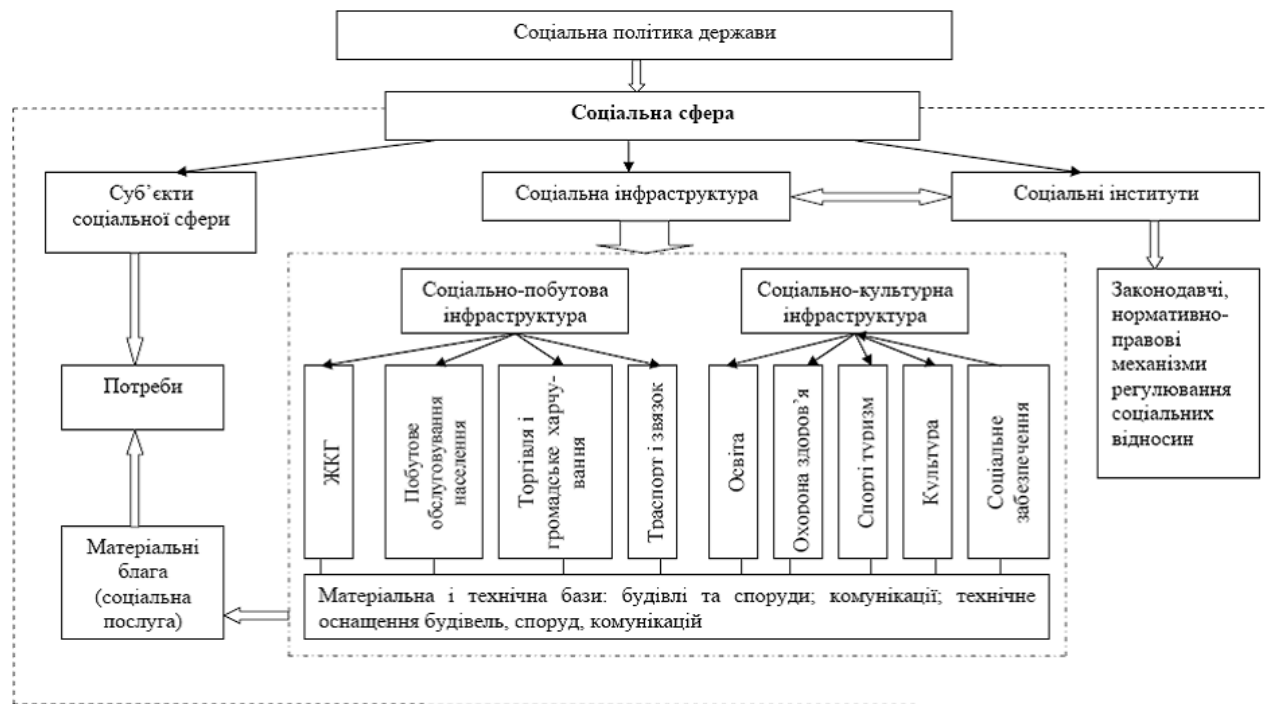 Соціальна політика держави
Соціальна сфера
Суб’єкти
соціальної сфери
Соціальна інфраструктура
Соціальні інститути
Соціально-побутова
інфраструктура
Соціально-культурна
інфраструктура
Законодавчі,
нормативно-
правові
механізми
регулювання
соціальних
відносин
Потреби
ЖКГ
Побутове
обслуговування
населення
Торгівля і
громадське харчу-
вання
Траспорт і звязок
Освіта
Охорона здоров’я
Спорті туризм
Культура
Соціальне
забезпечення
Матеріальні
блага
(соціальна
послуга)
Матеріальна і технічна бази: будівлі та споруди; комунікації; технічне
оснащення будівель, споруд, комунікацій